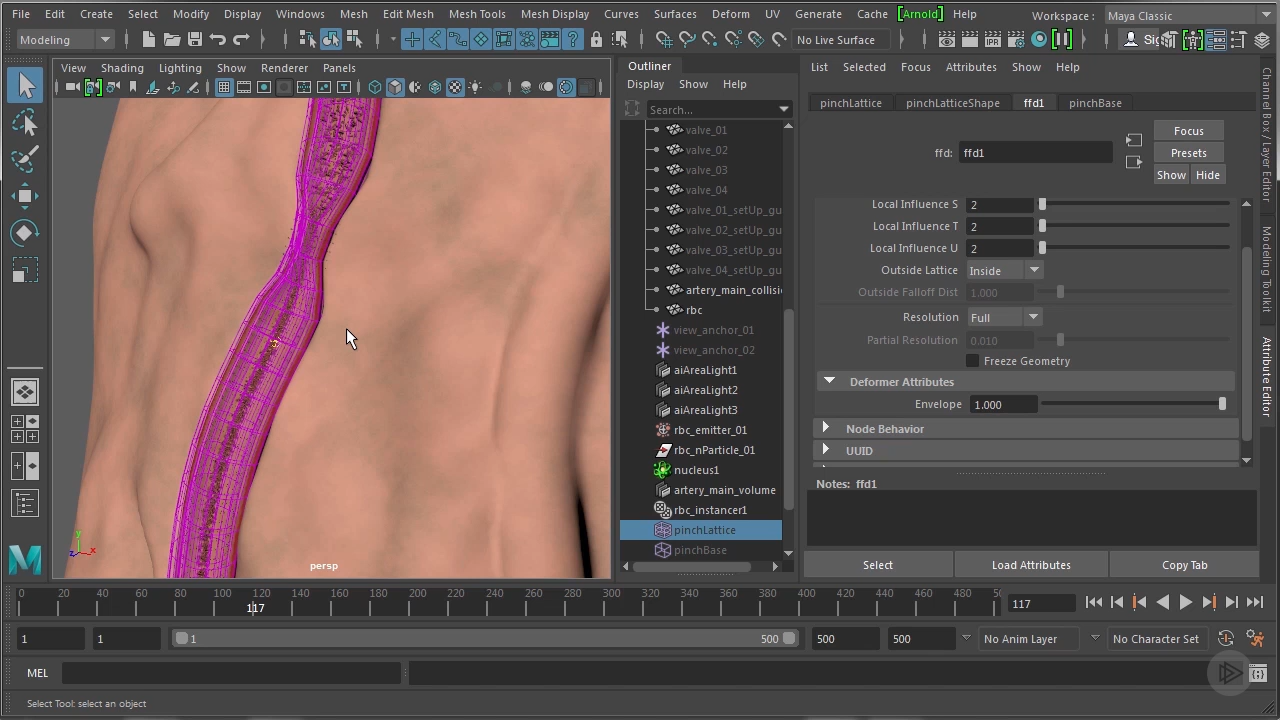 File Edit Create Select Modify Display Windows Mesh Edit Mesh Mesh Tools Mesh Display Curves Surfaces Deform UV Generate Cache [Arnold] Help Workspace : Maya Classic
Modeling No Live Surface
View Shading Lighting Show Renderer Panels
Outliner
Display Show Help
Search...
valve_01
valve_02
valve_03
valve_04
valve_01_setUp_gu
valve_02_setUp_gu
valve_03_setUp_gu
valve_04_setUp_gu
artery_main_collisi
rbc
view_anchor_01
view_anchor_02
aiAreaLight1
aiAreaLight2
aiAreaLight3
rbc_emitter_01
rbc_nParticle_01
nucleus1
artery_main_volume
rbc_instancer1
pinchLattice
pinchBase
List Selected Focus Attributes Show Help
pinchLattice pinchLatticeShape ffd1 pinchBase
Focus
ffd: ffd1 Presets
Show Hide
Local Influence S 2
Local Influence T 2
Local Influence U 2
Outside Lattice Inside
Outside Falloff Dist 1.000
Resolution Full
Partial Resolution 0.010
Freeze Geometry
Deformer Attributes
Envelope 1.000
Node Behavior
UUID
Notes: ffd1
Select Load Attributes Copy Tab
Channel Box / Layer Editor
Modeling Toolkit
Attribute Editor
y
z x
persp
0 20 40 60 80 100 120 140 160 180 200 220 240 260 280 300 320 340 360 380 400 420 440 460 480
117
117
1 1 1 500 500 500 No Anim Layer No Character Set
MEL
Select Tool: select an object